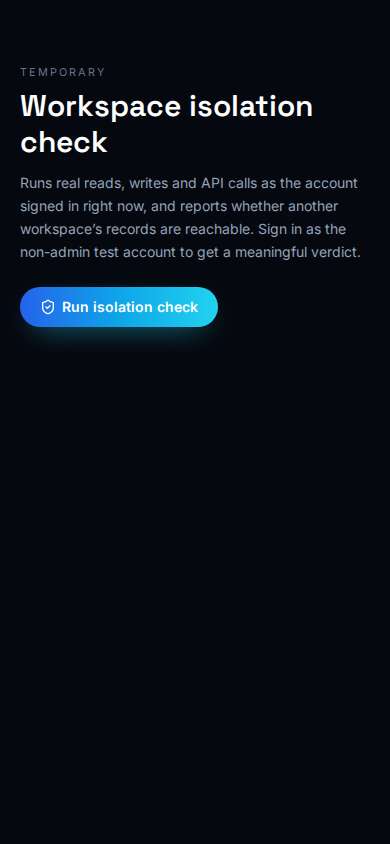 TEMPORARY
Workspace isolation
check
Runs real reads, writes and API calls as the account
signed in right now, and reports whether another
workspace's records are reachable. Sign in as the
non-admin test account to get a meaningful verdict.
Run isolation check